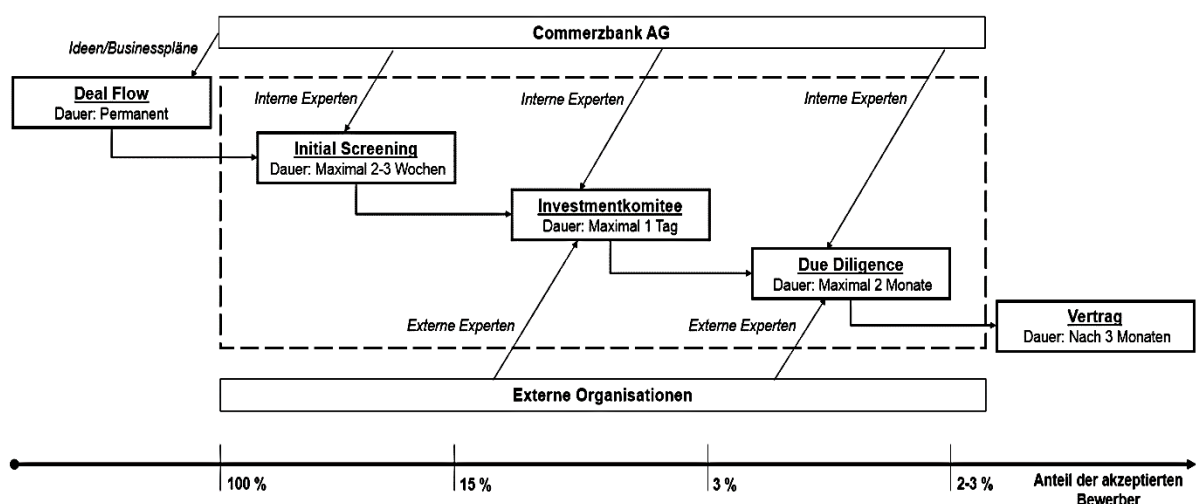 Commerzbank AG
Ideen/Businesspläne
Deal Flow
Dauer: Permanent
Interne Experten
Interne Experten
Interne Experten
Initial Screening
Dauer: Maximal 2-3 Wochen
Investmentkomitee
Dauer: Maximal 1 Tag
Due Diligence
Dauer: Maximal 2 Monate
Externe Experten
Externe Experten
Vertrag
Dauer: Nach 3 Monaten
Externe Organisationen
100 %
15 %
3 %
2-3 %
Anteil der akzeptierten
Bewerber